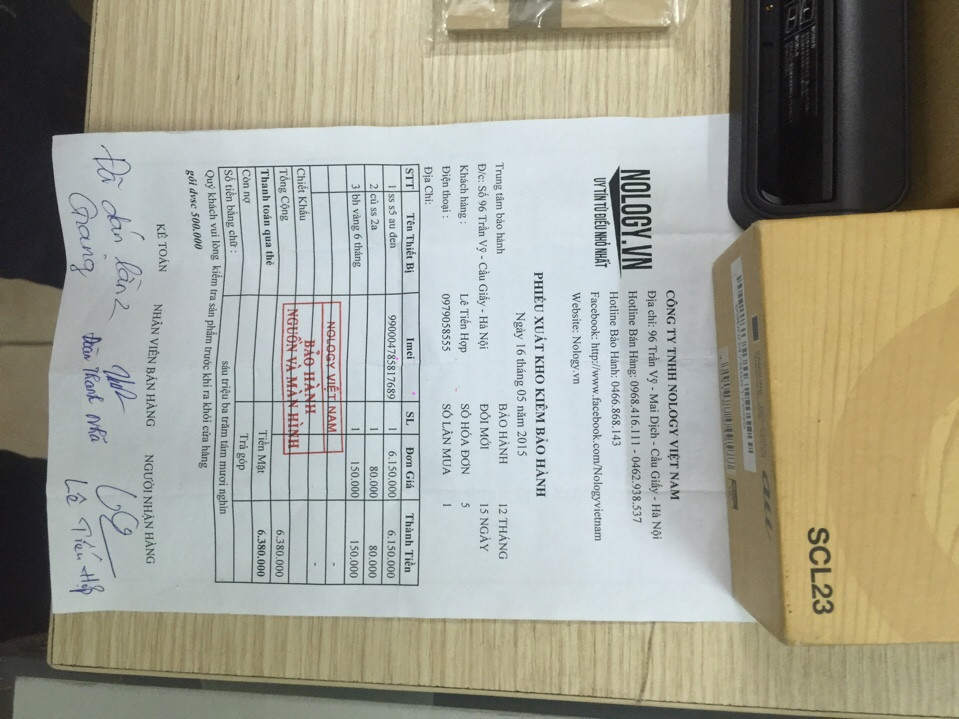 NOLOGY.VN
UY TÍN TỪ ĐIỀU NHỎ NHẤT
CÔNG TY TNHH NOLOGY VIỆT NAM
Địa chỉ: 96 Trần Vỹ - Mai Dịch - Cầu Giấy - Hà Nội
Hotline Bán Hàng: 0968.416.111 - 0462.938.537
Hotline Bảo Hành: 0466.868.143
Facebook: http://www.facebook.com/Nologyvietnam
Website: Nology.vn
PHIẾU XUẤT KHO KIÊM BẢO HÀNH
Ngày 16 tháng 05 năm 2015
Trung tâm bảo hành BẢO HÀNH 12 THÁNG
Đ/c: Số 96 Trần Vỹ - Cầu Giấy - Hà Nội ĐỔI MỚI 15 NGÀY
Khách hàng : Lê Tiến Hợp SỐ HÓA ĐƠN 5
Điện thoại : 0979058555 SỐ LẦN MUA 1
Địa Chỉ:
STT Tên Thiết Bị Imei SL Đơn Giá Thành Tiền
1 ss s5 au đen 990004785817689 1 6.150.000 6.150.000
2 củ ss 2a 1 80.000 80.000
3 bh vàng 6 tháng 1 150.000 150.000
NOLOGY VIỆT NAM
BẢO HÀNH
NGUỒN VÀ MÀN HÌNH
Chiết Khấu -
Tổng Cộng 6.380.000
Thanh toán qua thẻ Tiền Mặt 6.380.000
Còn nợ Trả góp
Số tiền bằng chữ : sáu triệu ba trăm tám mươi nghìn
Quý khách vui lòng kiểm tra sản phẩm trước khi ra khỏi cửa hàng
gói dvsc 500.000
KẾ TOÁN NHÂN VIÊN BÁN HÀNG NGƯỜI NHẬN HÀNG
Đã dán lần 2
Giang
Đàm Thanh Nhã
Lê Tiến Hợp
au
SCL23